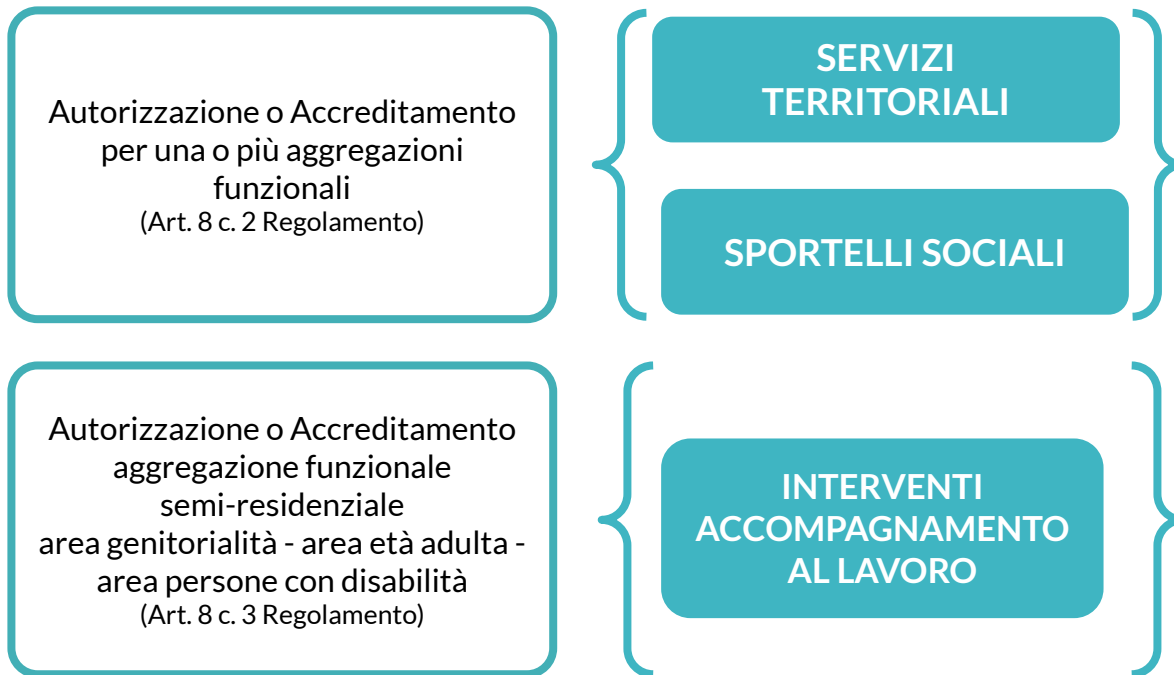 Autorizzazione o Accreditamento
per una o più aggregazioni
funzionali
(Art. 8 c. 2 Regolamento)
SERVIZI
TERRITORIALI
SPORTELLI SOCIALI
Autorizzazione o Accreditamento
aggregazione funzionale
semi-residenziale
area genitorialità - area età adulta -
area persone con disabilità
(Art. 8 c. 3 Regolamento)
INTERVENTI
ACCOMPAGNAMENTO
AL LAVORO